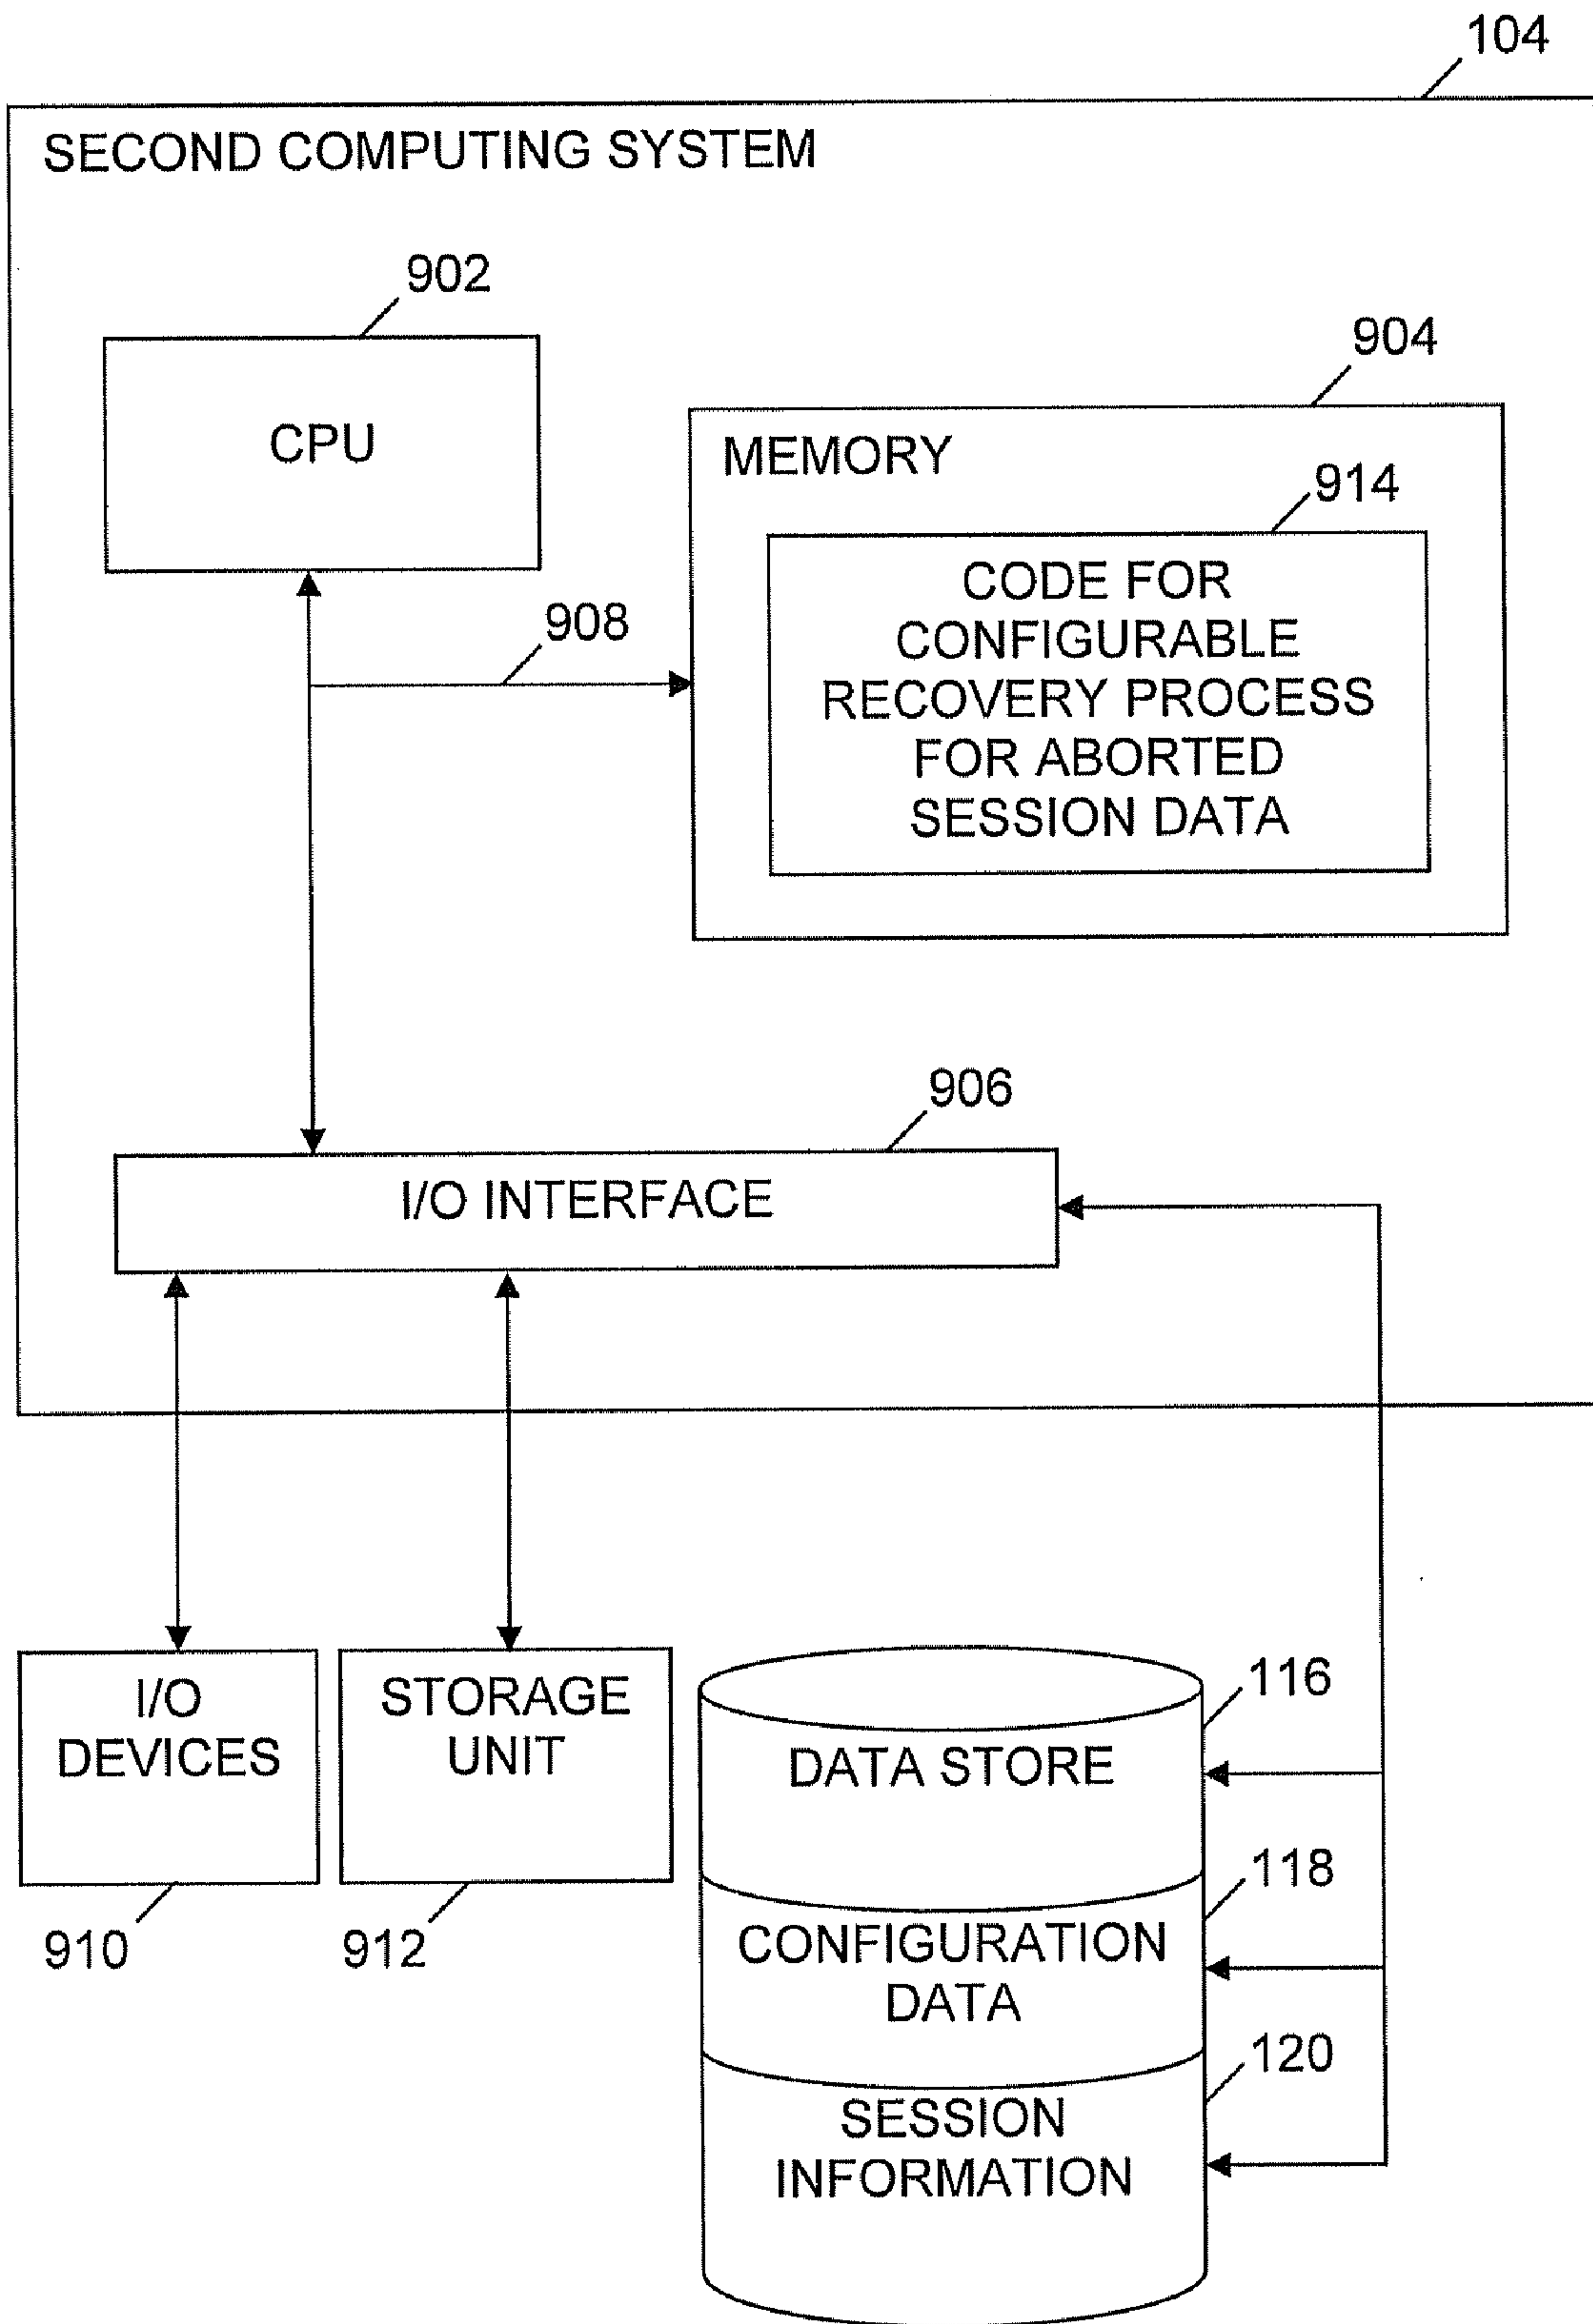 104
SECOND COMPUTING SYSTEM
902
CPU
904
MEMORY
914
CODE FOR
CONFIGURABLE
RECOVERY PROCESS
FOR ABORTED
SESSION DATA
908
906
I/O INTERFACE
I/O
DEVICES
910
STORAGE
UNIT
912
116
DATA STORE
118
CONFIGURATION
DATA
120
SESSION
INFORMATION